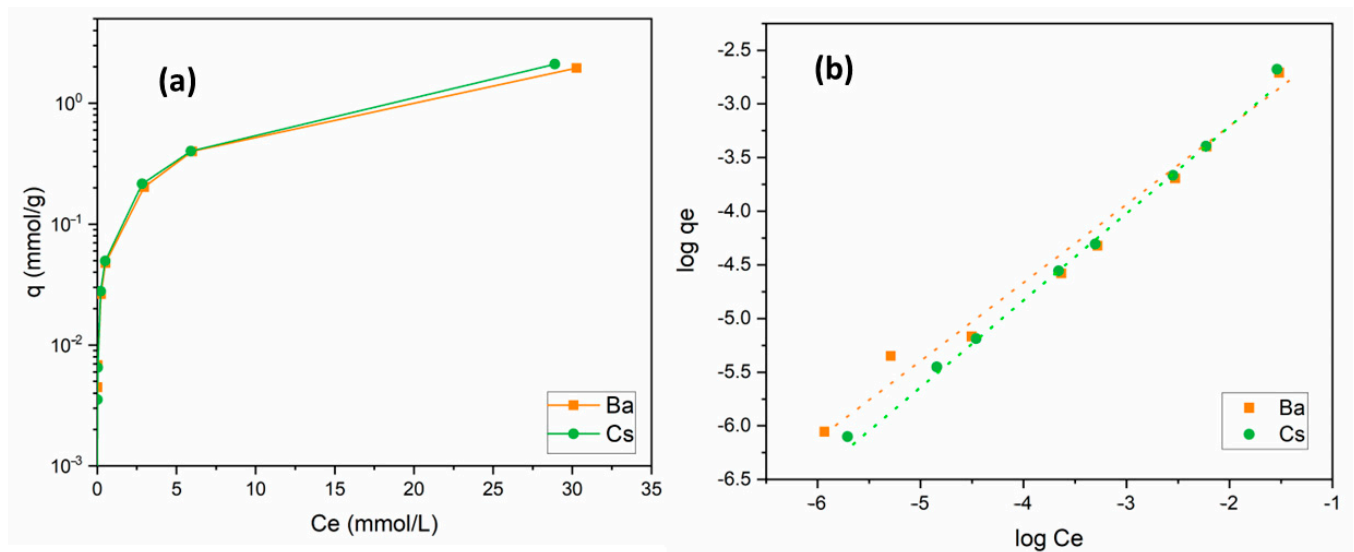 (a)
q (mmol/g)
10⁰
10⁻¹
10⁻²
10⁻³
0 5 10 15 20 25 30 35
Ce (mmol/L)
Ba
Cs
(b)
log qe
-2.5
-3.0
-3.5
-4.0
-4.5
-5.0
-5.5
-6.0
-6.5
-6 -5 -4 -3 -2 -1
log Ce
Ba
Cs